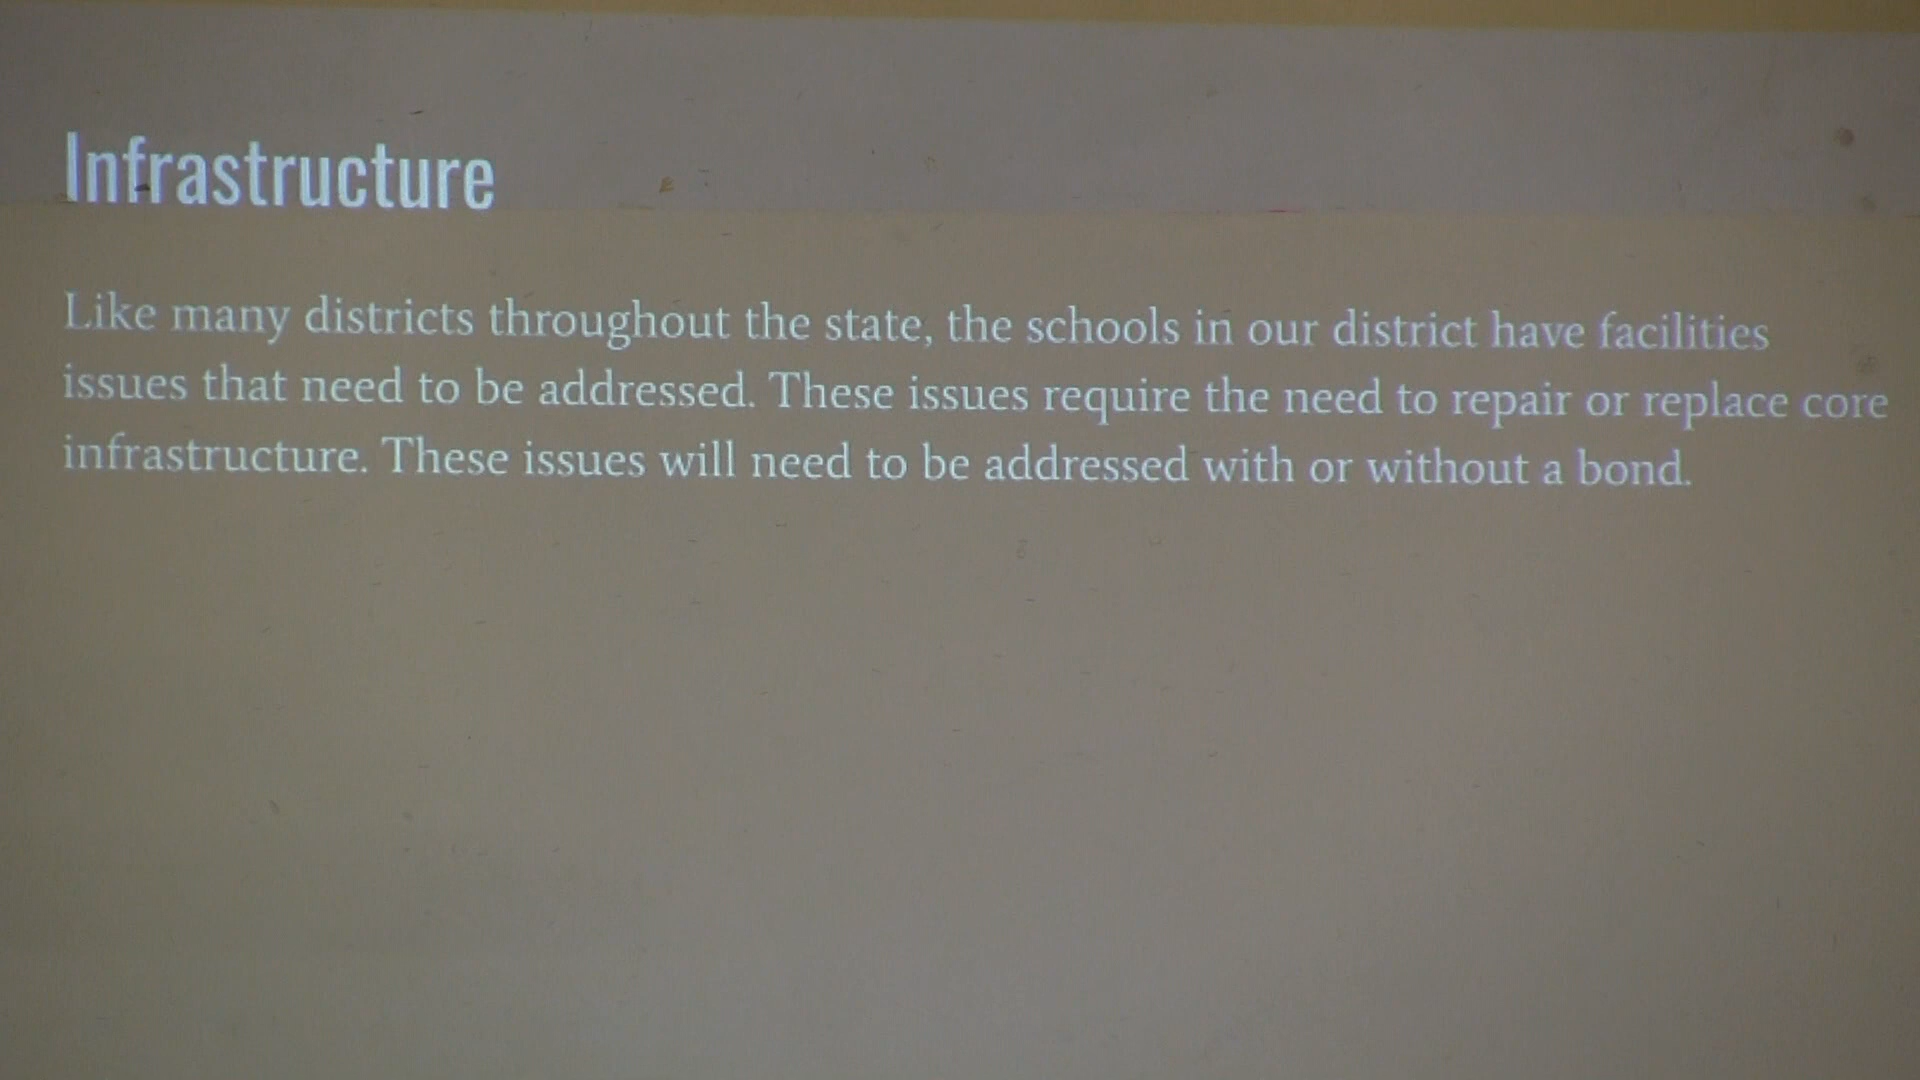 Infrastructure
Like many districts throughout the state, the schools in our district have facilities
issues that need to be addressed. These issues require the need to repair or replace core
infrastructure. These issues will need to be addressed with or without a bond.